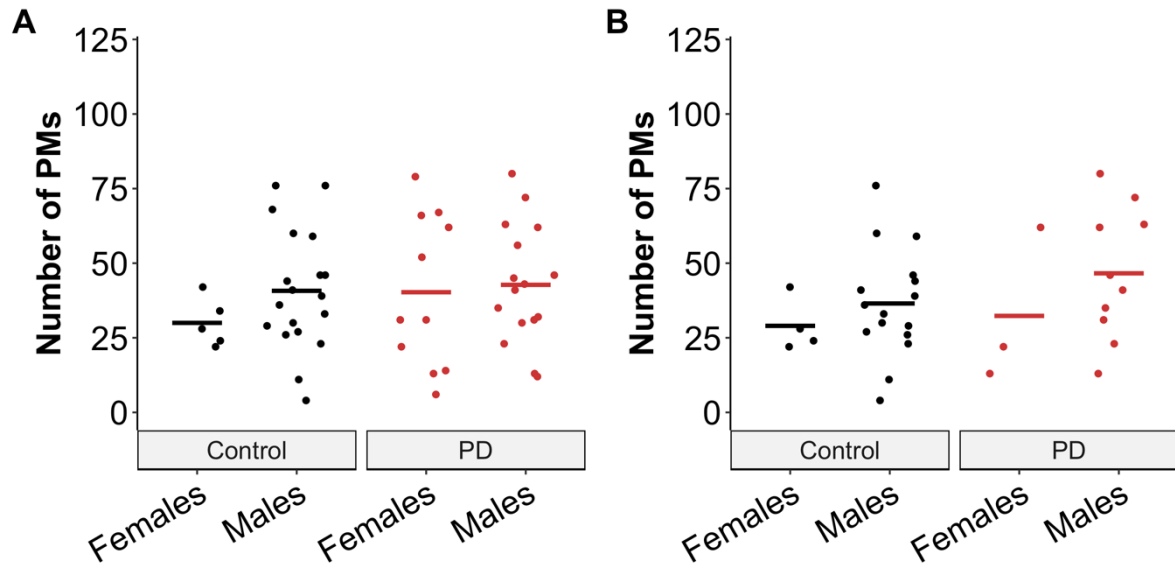 A
Number of PMs
125
100
75
50
25
0
Control
PD
Females
Males
Females
Males
B
Number of PMs
125
100
75
50
25
0
Control
PD
Females
Males
Females
Males